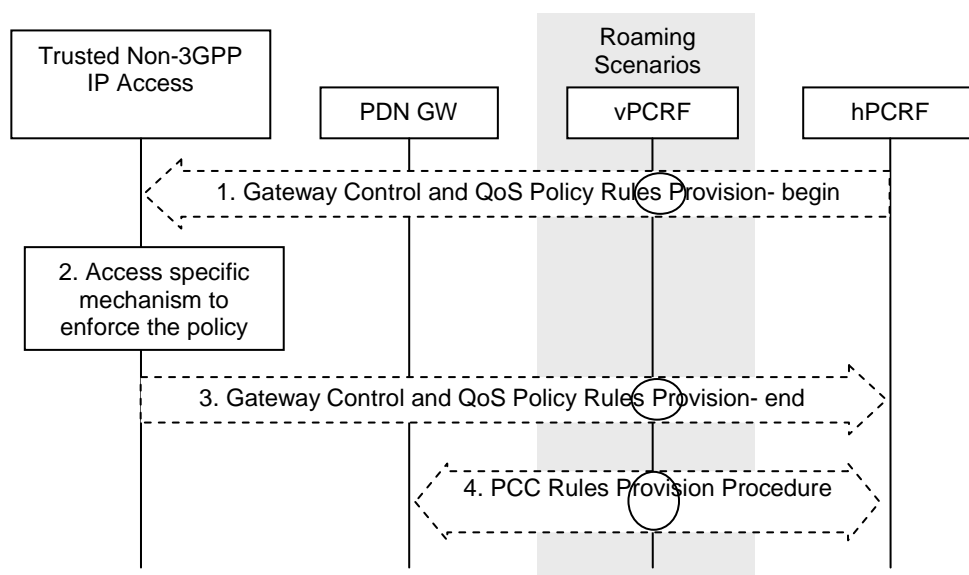 Roaming
Scenarios
Trusted Non-3GPP
IP Access
PDN GW
vPCRF
hPCRF
1. Gateway Control and QoS Policy Rules Provision- begin
2. Access specific
mechanism to
enforce the policy
3. Gateway Control and QoS Policy Rules Provision- end
4. PCC Rules Provision Procedure